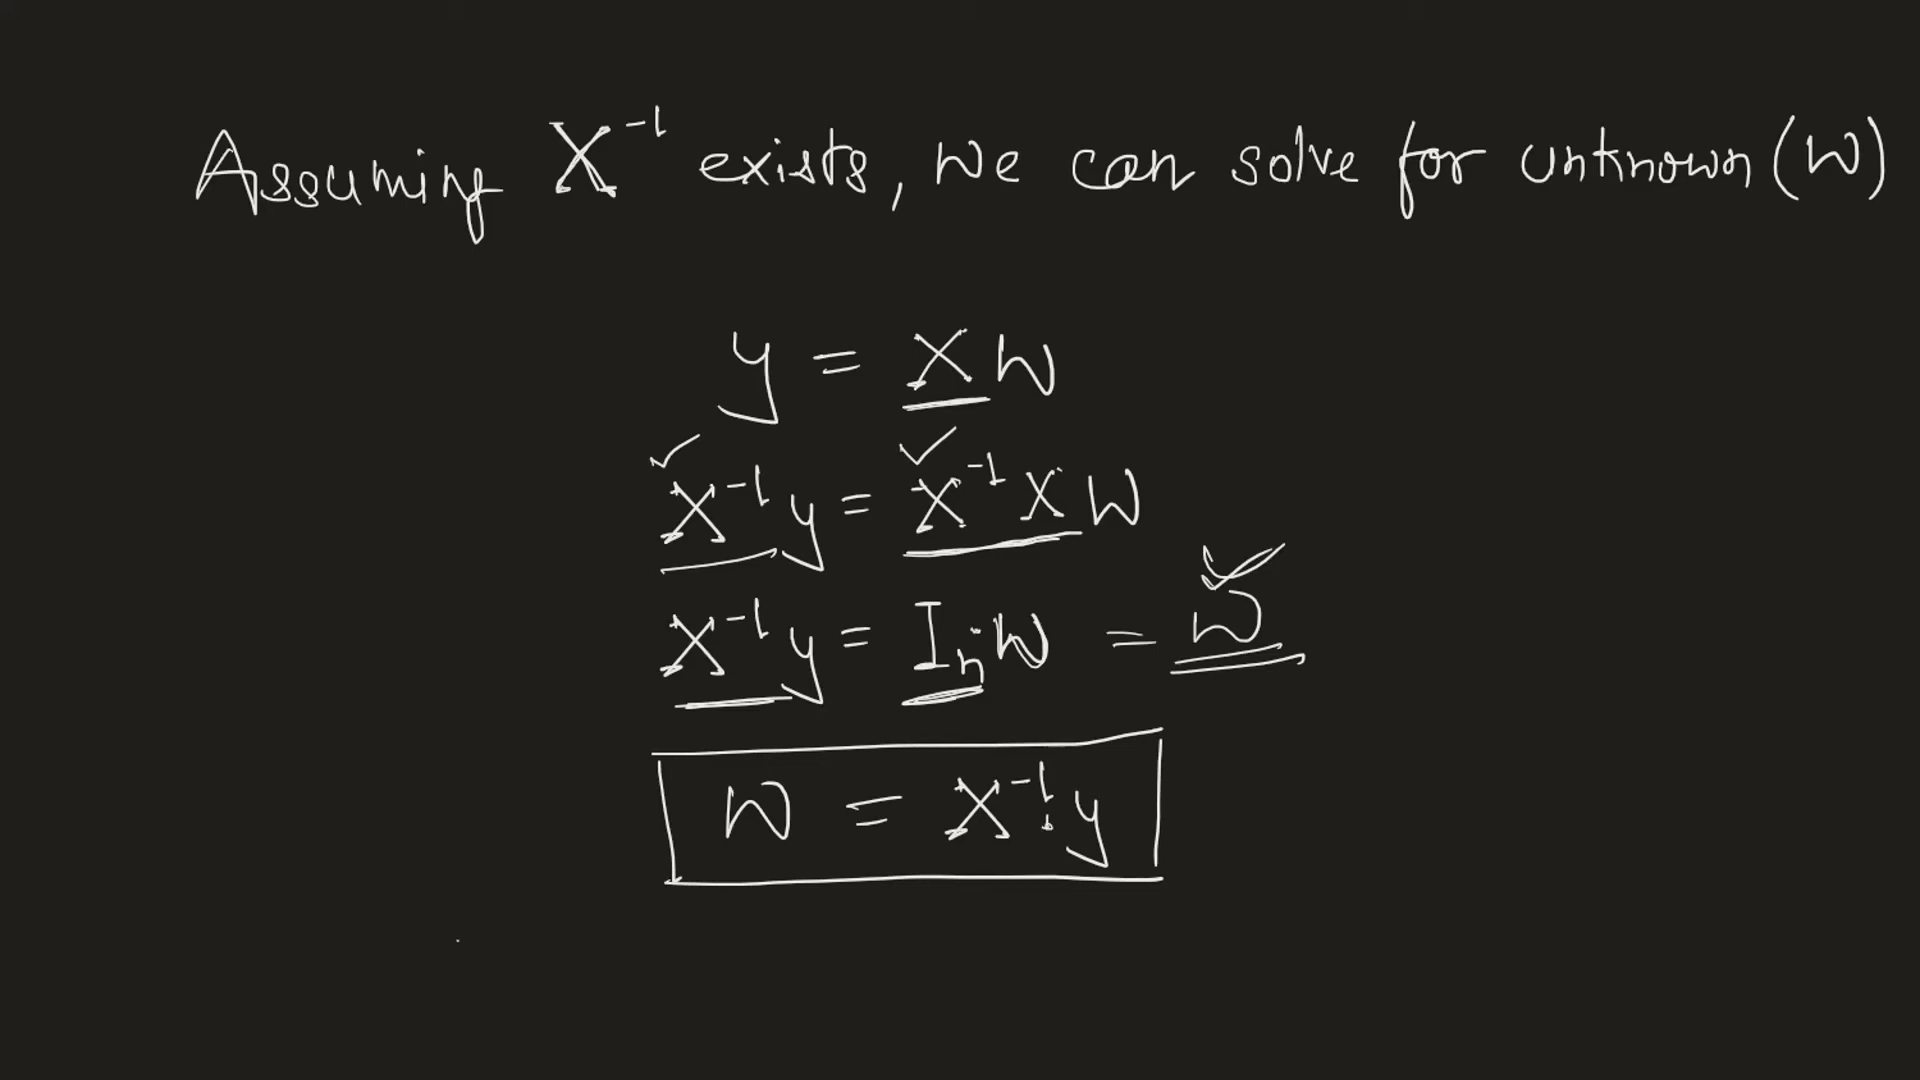 Assuming X⁻¹ exists, we can solve for unknown (w)
y = Xw
X⁻¹y = X⁻¹Xw
X⁻¹y = Iₙw = w
w = X⁻¹y